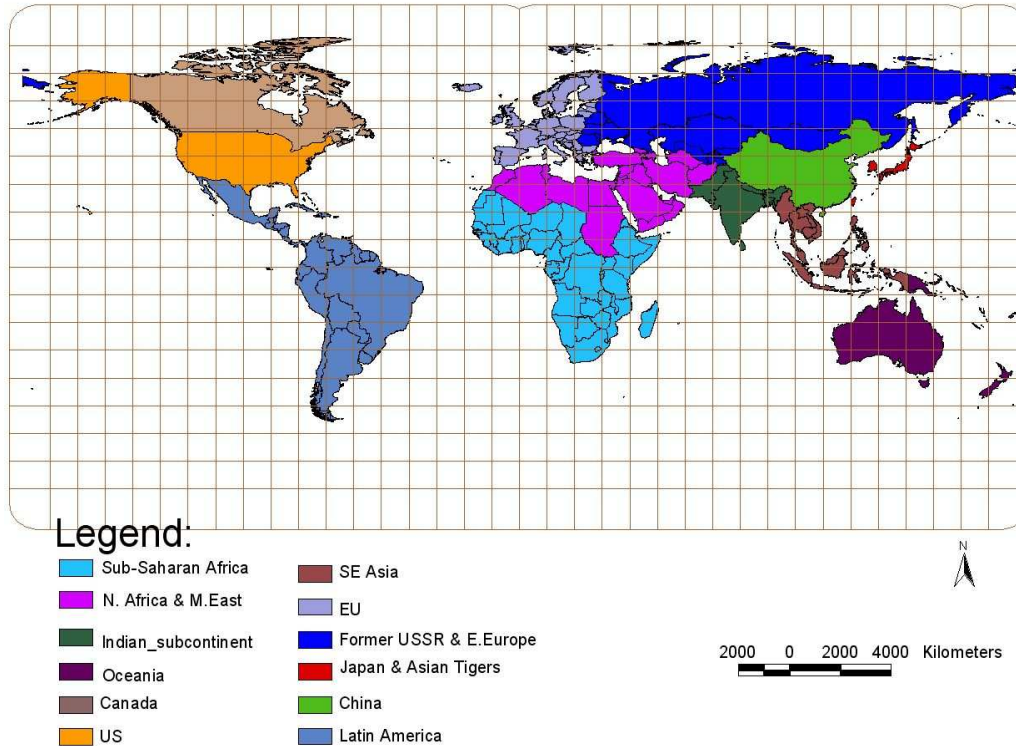 Legend:
Sub-Saharan Africa
N. Africa & M.East
Indian_subcontinent
Oceania
Canada
US
SE Asia
EU
Former USSR & E.Europe
Japan & Asian Tigers
China
Latin America
N
2000 0 2000 4000 Kilometers